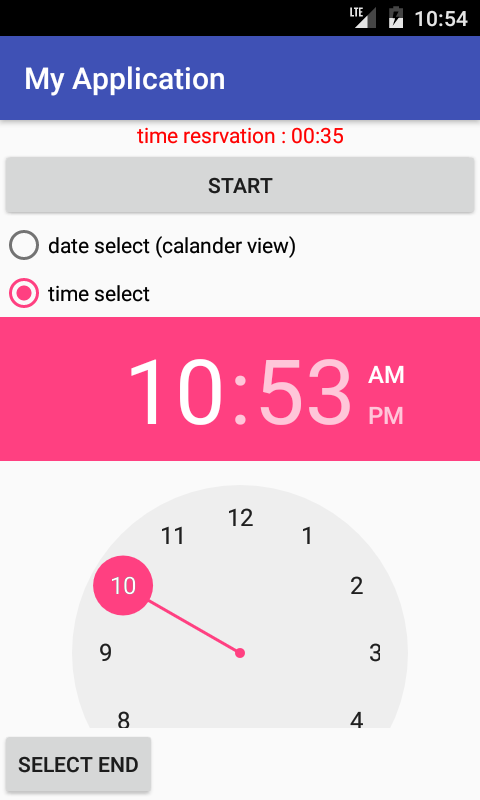 LTE 10:54
My Application
time resrvation : 00:35
START
date select (calander view)
time select
10:53 AM
PM
12
11 1
10 2
9 3
8 4
SELECT END